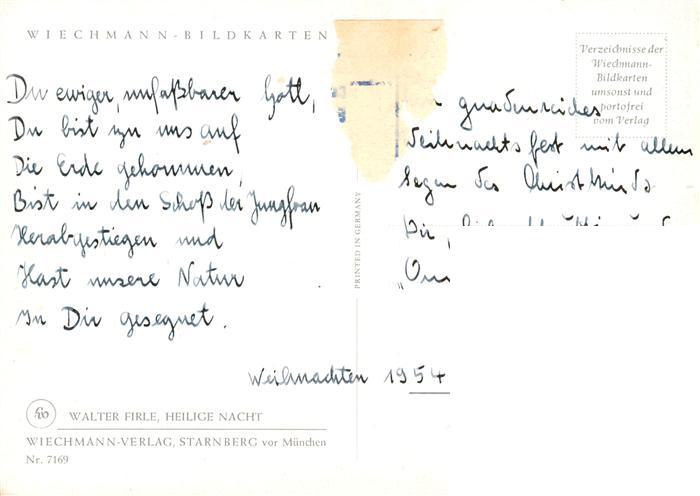 WIECHMANN-BILDKARTEN
Du ewiger, unfaßbarer Gott,
Du bist zu uns auf
Die Erde gekommen,
Bist in den Schoß der Jungfrau
Herabgestiegen und
Hast unsere Natur
In Dir gesegnet.
Weihnachten 1954
WALTER FIRLE, HEILIGE NACHT
WIECHMANN-VERLAG, STARNBERG vor München
Nr. 7169
PRINTED IN GERMANY
Verzeichnisse der
Wiechmann-
Bildkarten
umsonst und
portofrei
vom Verlag
gnadenreiches
Weihnachtsfest mit allem
Segen des Christkinds
Dir,